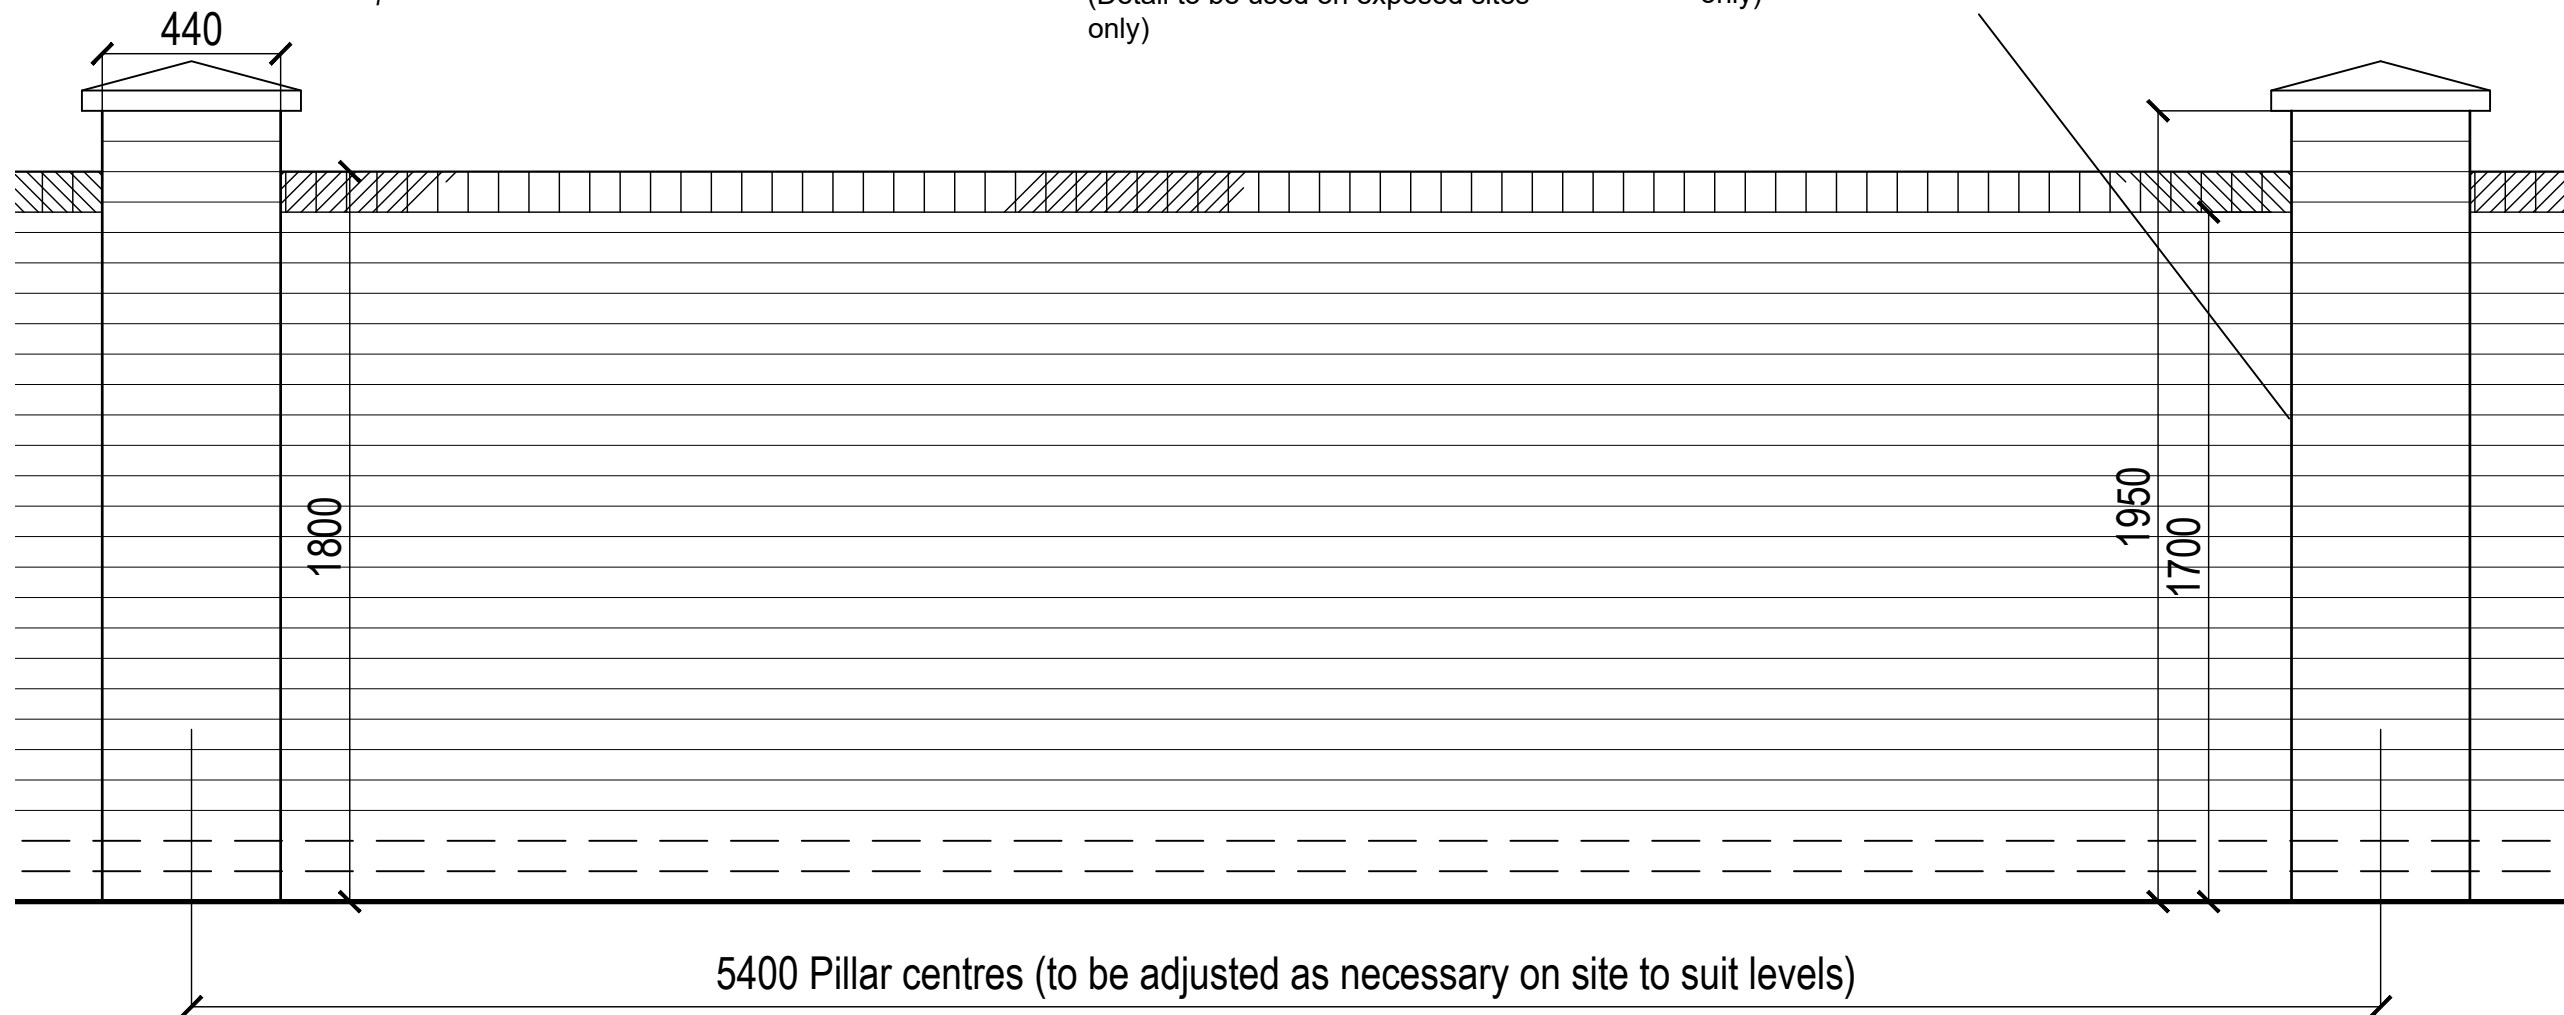 (Detail to be used on exposed sites
only)
only)
440
1800
1950
1700
5400 Pillar centres (to be adjusted as necessary on site to suit levels)